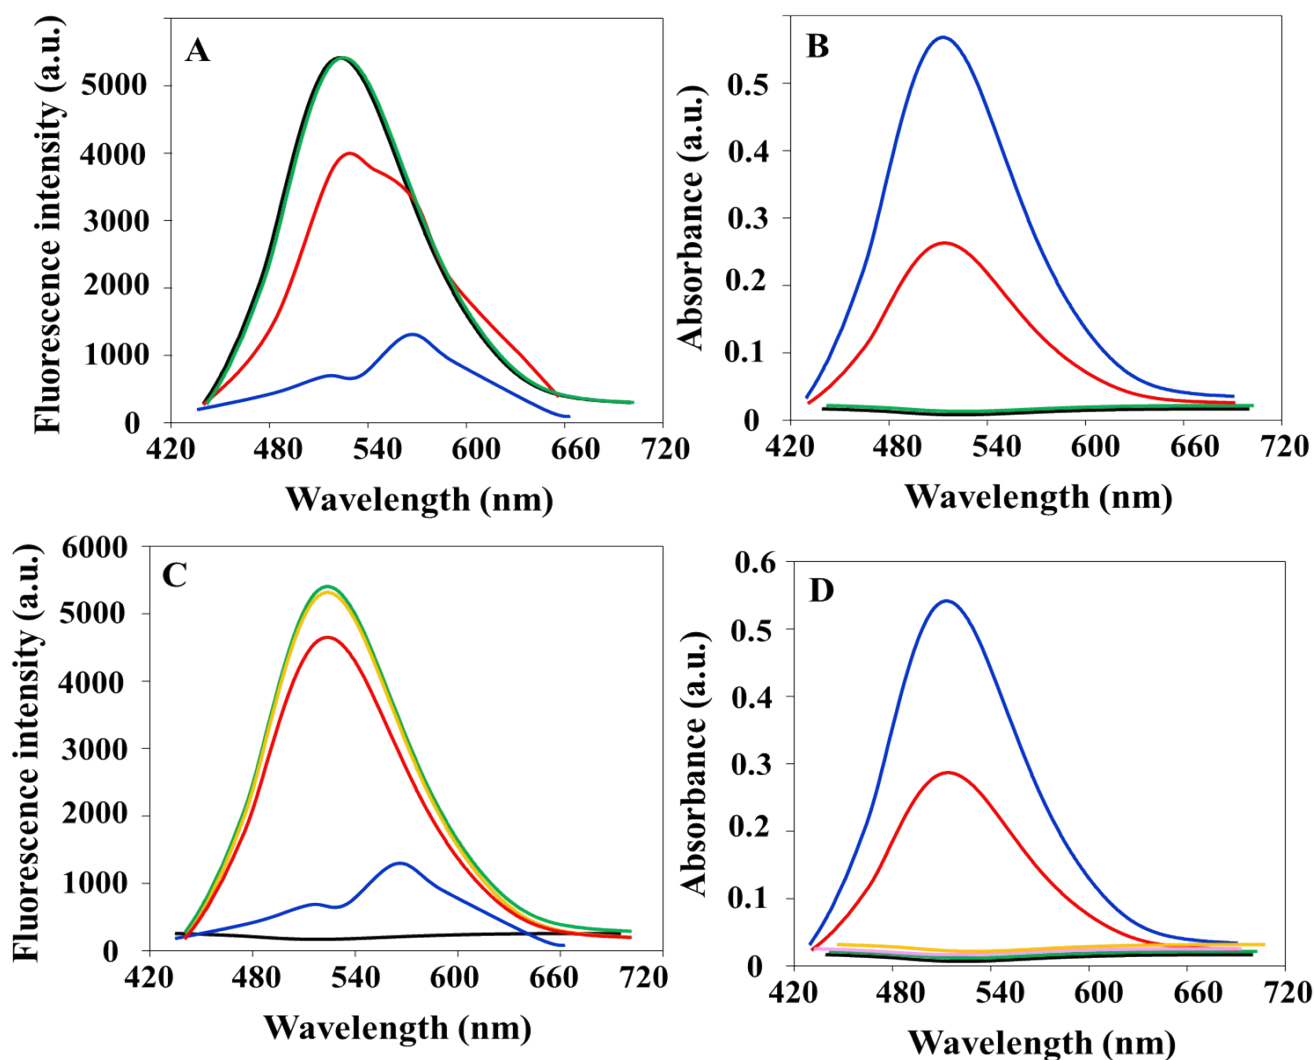 A
Fluorescence intensity (a.u.)
5000
4000
3000
2000
1000
0
420 480 540 600 660 720
Wavelength (nm)
B
Absorbance (a.u.)
0.5
0.4
0.3
0.2
0.1
0
420 480 540 600 660 720
Wavelength (nm)
C
Fluorescence intensity (a.u.)
6000
5000
4000
3000
2000
1000
0
420 480 540 600 660 720
Wavelength (nm)
D
Absorbance (a.u.)
0.6
0.5
0.4
0.3
0.2
0.1
0
420 480 540 600 660 720
Wavelength (nm)